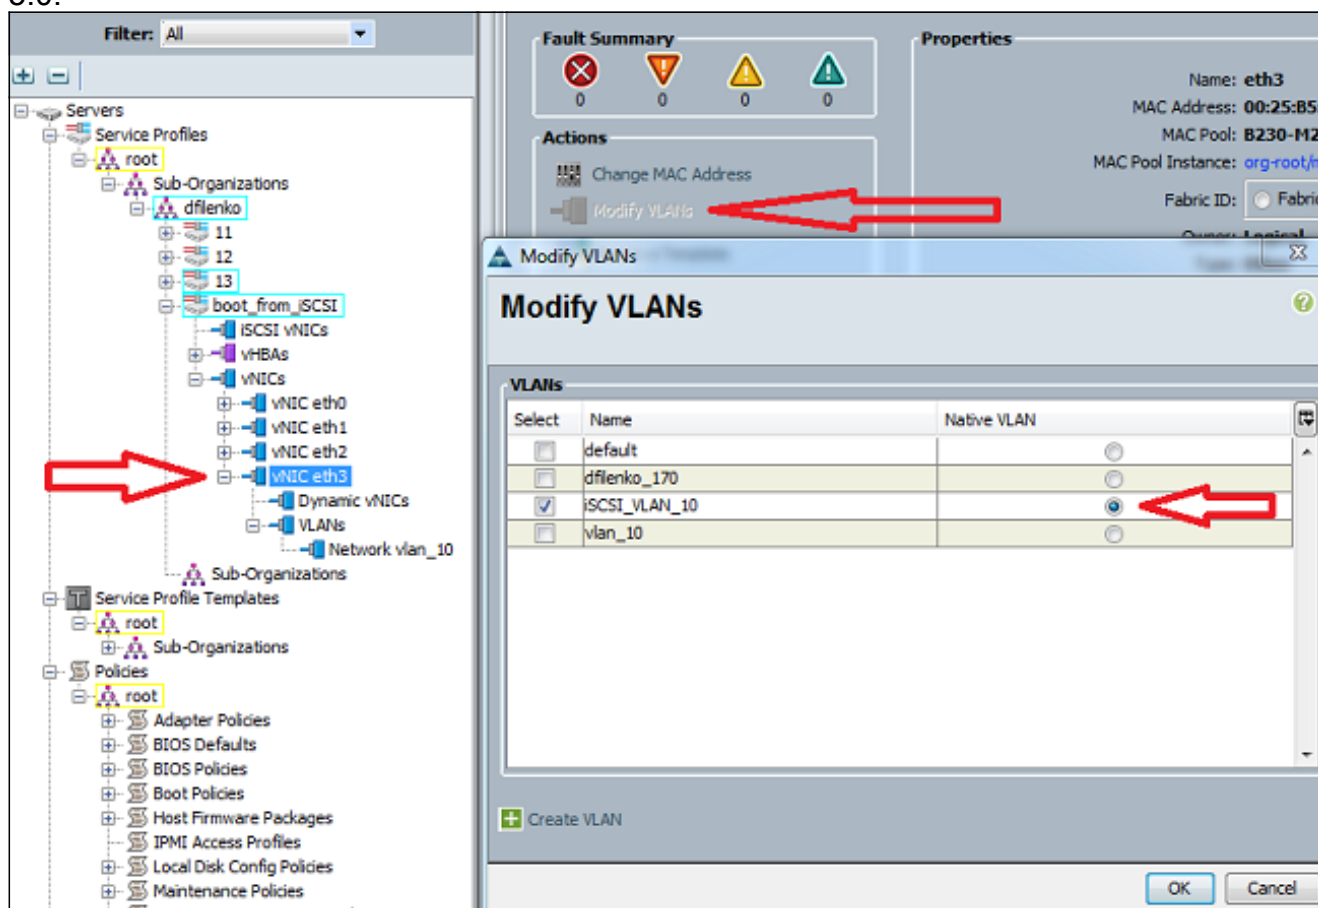 Filter: All
Servers
Service Profiles
root
Sub-Organizations
dfilenko
11
12
13
boot_from_iSCSI
iSCSI vNICs
vHBAs
vNICs
vNIC eth0
vNIC eth1
vNIC eth2
vNIC eth3
Dynamic vNICs
VLANs
Network vlan_10
Sub-Organizations
Service Profile Templates
root
Sub-Organizations
Policies
root
Adapter Policies
BIOS Defaults
BIOS Policies
Boot Policies
Host Firmware Packages
IPMI Access Profiles
Local Disk Config Policies
Maintenance Policies
Fault Summary
0 0 0 0
Actions
Change MAC Address
Modify VLANs
Properties
Name: eth3
MAC Address: 00:25:B5
MAC Pool: B230-M2
MAC Pool Instance: org-root/
Fabric ID: Fabric
Owner: Logical
Modify VLANs
Modify VLANs
VLANs
Select Name Native VLAN
default
dfilenko_170
iSCSI_VLAN_10
vlan_10
Create VLAN
OK Cancel